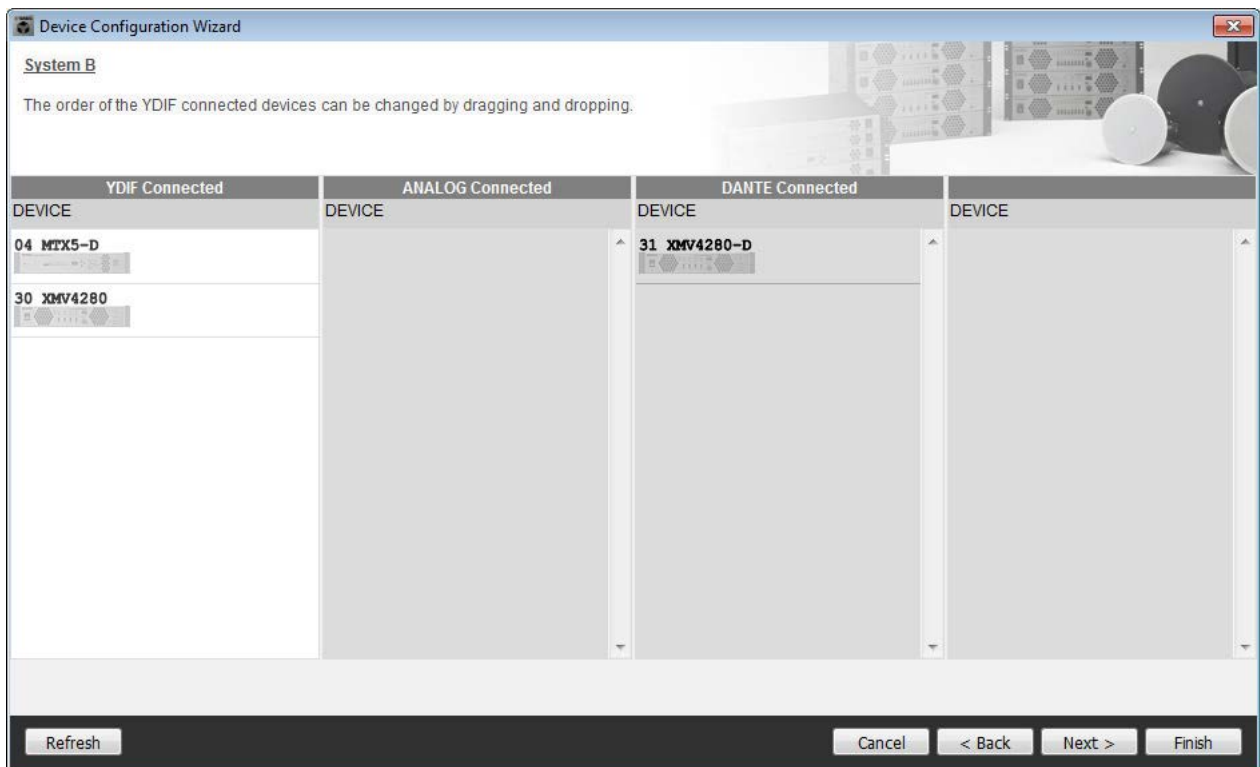 Device Configuration Wizard
System B
The order of the YDIF connected devices can be changed by dragging and dropping.
YDIF Connected
ANALOG Connected
DANTE Connected
DEVICE
DEVICE
DEVICE
DEVICE
04 MTX5-D
31 XMV4280-D
30 XMV4280
Refresh
Cancel
< Back
Next >
Finish